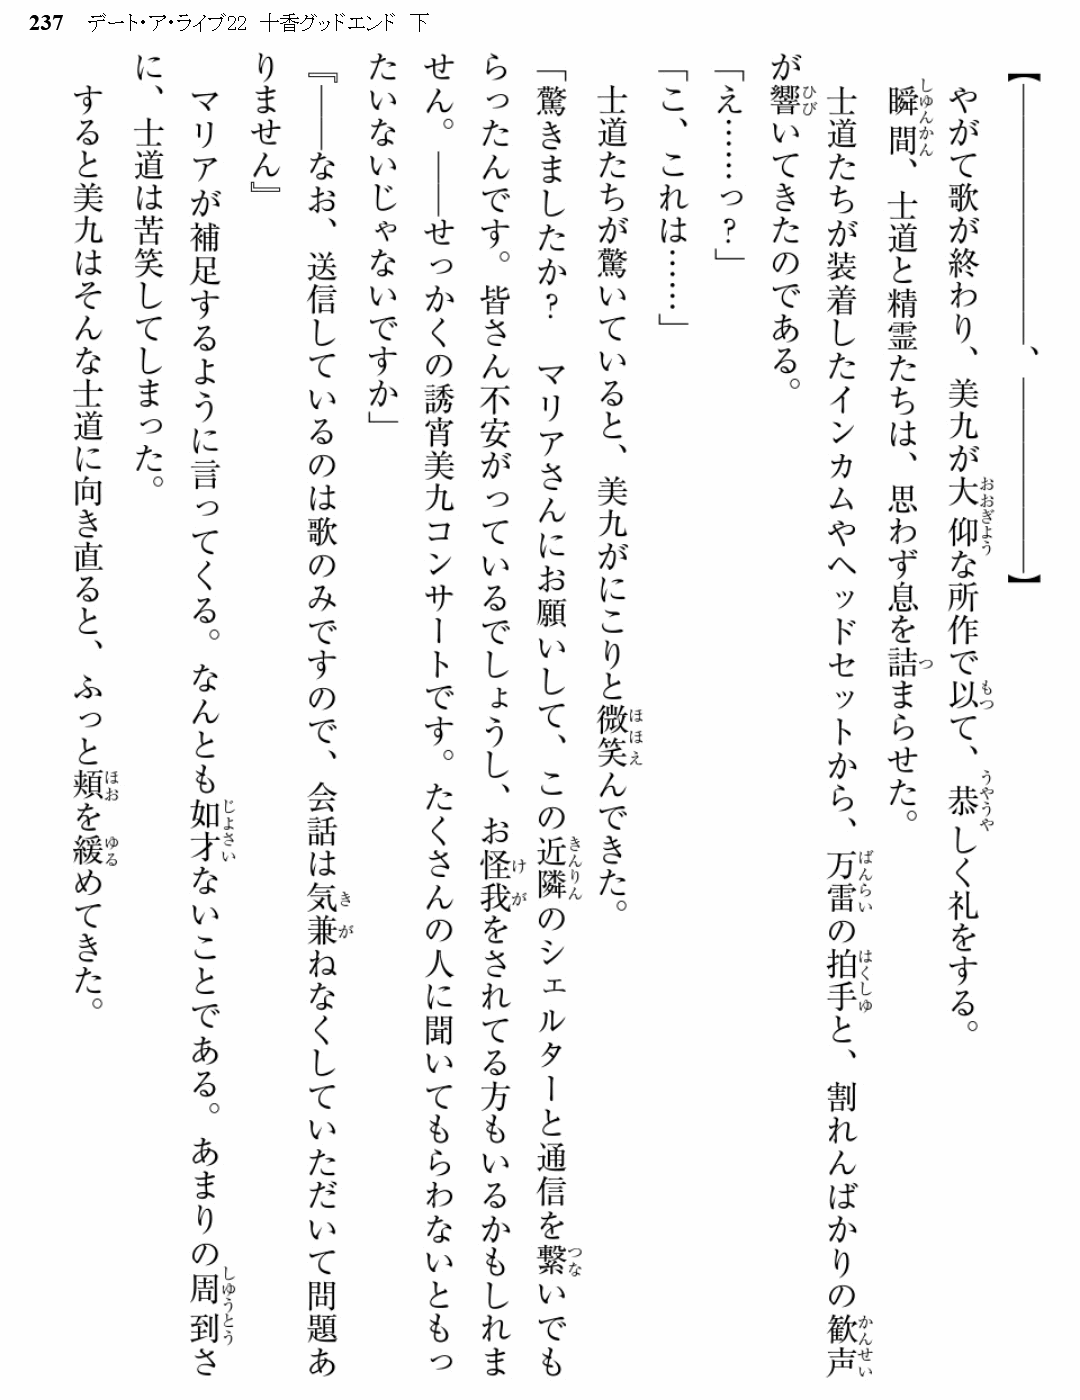 237 デート・ア・ライブ22 十香グッドエンド 下
【――――――――、――――――】
　やがて歌が終わり、美九が大仰な所作で以て、恭しく礼をする。
　瞬間、士道と精霊たちは、思わず息を詰まらせた。
　士道たちが装着したインカムやヘッドセットから、万雷の拍手と、割れんばかりの歓声
が響いてきたのである。
「え……っ？」
「こ、これは……」
　士道たちが驚いていると、美九がにこりと微笑んできた。
「驚きましたか？　マリアさんにお願いして、この近隣のシェルターと通信を繋いでも
らったんです。皆さん不安がっているでしょうし、お怪我をされてる方もいるかもしれま
せん。――せっかくの誘宵美九コンサートです。たくさんの人に聞いてもらわないともっ
たいないじゃないですか」
『――なお、送信しているのは歌のみですので、会話は気兼ねなくしていただいて問題あ
りません』
　マリアが補足するように言ってくる。なんとも如才ないことである。あまりの周到さ
に、士道は苦笑してしまった。
　すると美九はそんな士道に向き直ると、ふっと頬を緩めてきた。